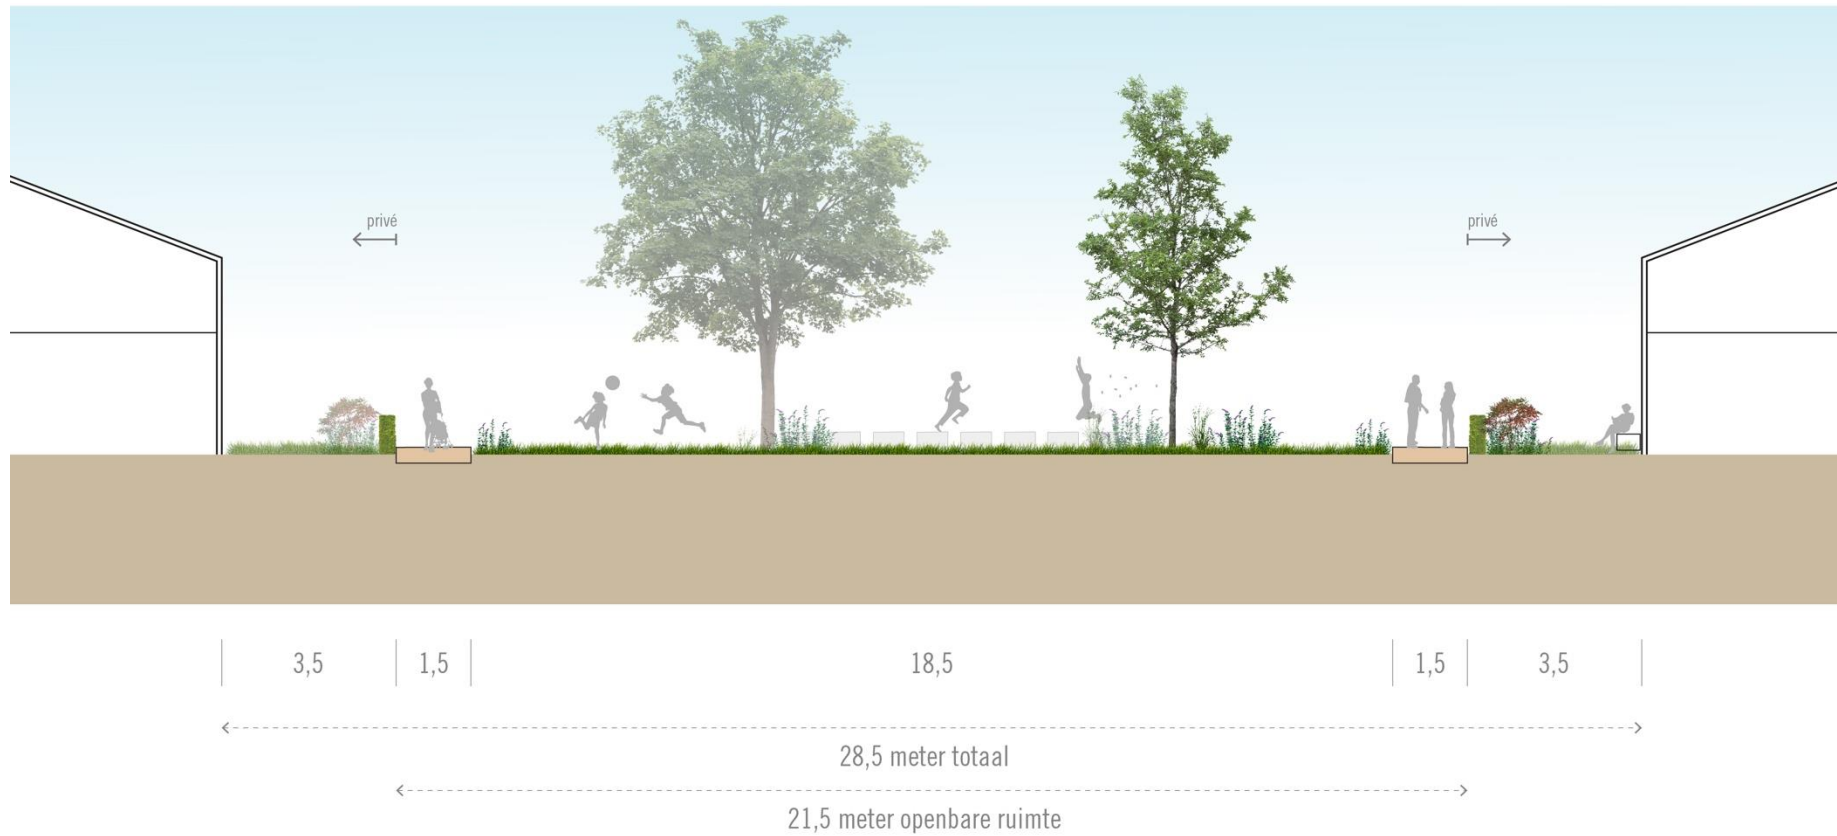 privé
privé
3,5
1,5
18,5
1,5
3,5
28,5 meter totaal
21,5 meter openbare ruimte